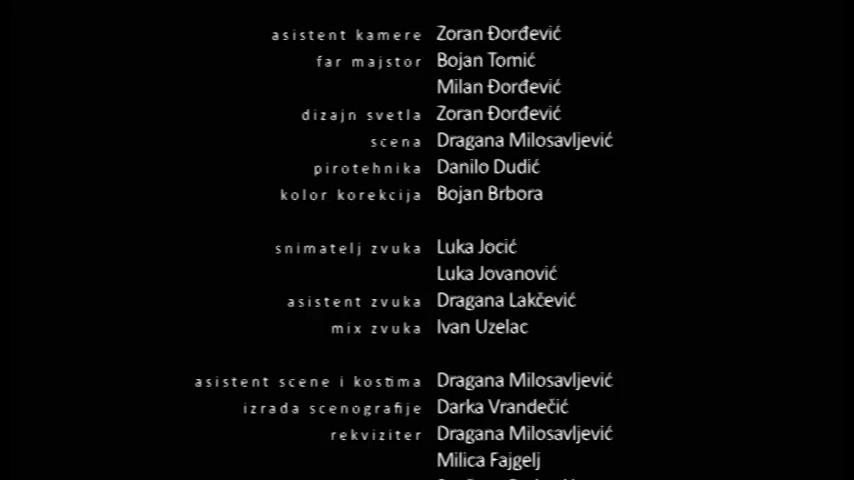 asistent kamere Zoran Đorđević
far majstor Bojan Tomić
Milan Đorđević
dizajn svetla Zoran Đorđević
scena Dragana Milosavljević
pirotehnika Danilo Dudić
kolor korekcija Bojan Brbora
snimatelj zvuka Luka Jocić
Luka Jovanović
asistent zvuka Dragana Lakčević
mix zvuka Ivan Uzelac
asistent scene i kostima Dragana Milosavljević
izrada scenografije Darka Vrandečić
rekviziter Dragana Milosavljević
Milica Fajgelj